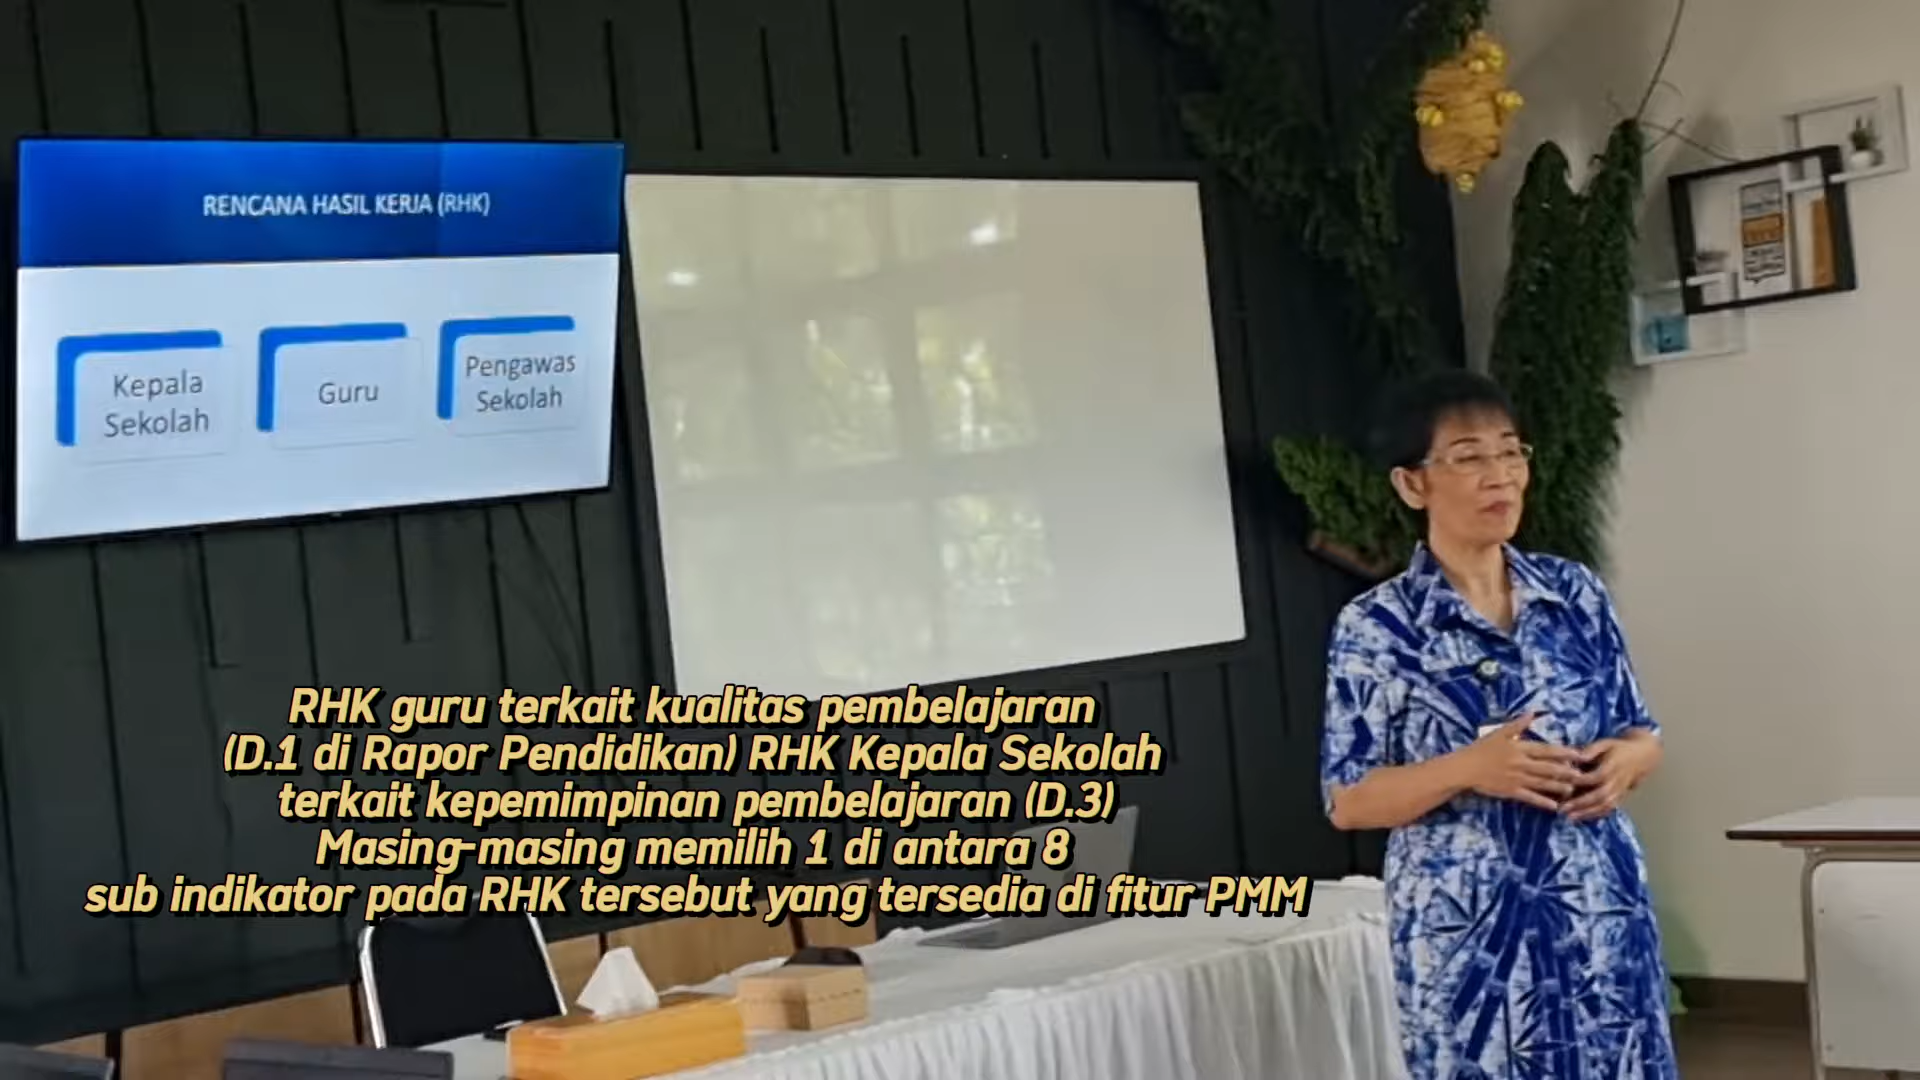 RENCANA HASIL KERJA (RHK)
Kepala
Sekolah
Guru
Pengawas
Sekolah
RHK guru terkait kualitas pembelajaran
(D.1 di Rapor Pendidikan) RHK Kepala Sekolah
terkait kepemimpinan pembelajaran (D.3)
Masing-masing memilih 1 di antara 8
sub indikator pada RHK tersebut yang tersedia di fitur PMM